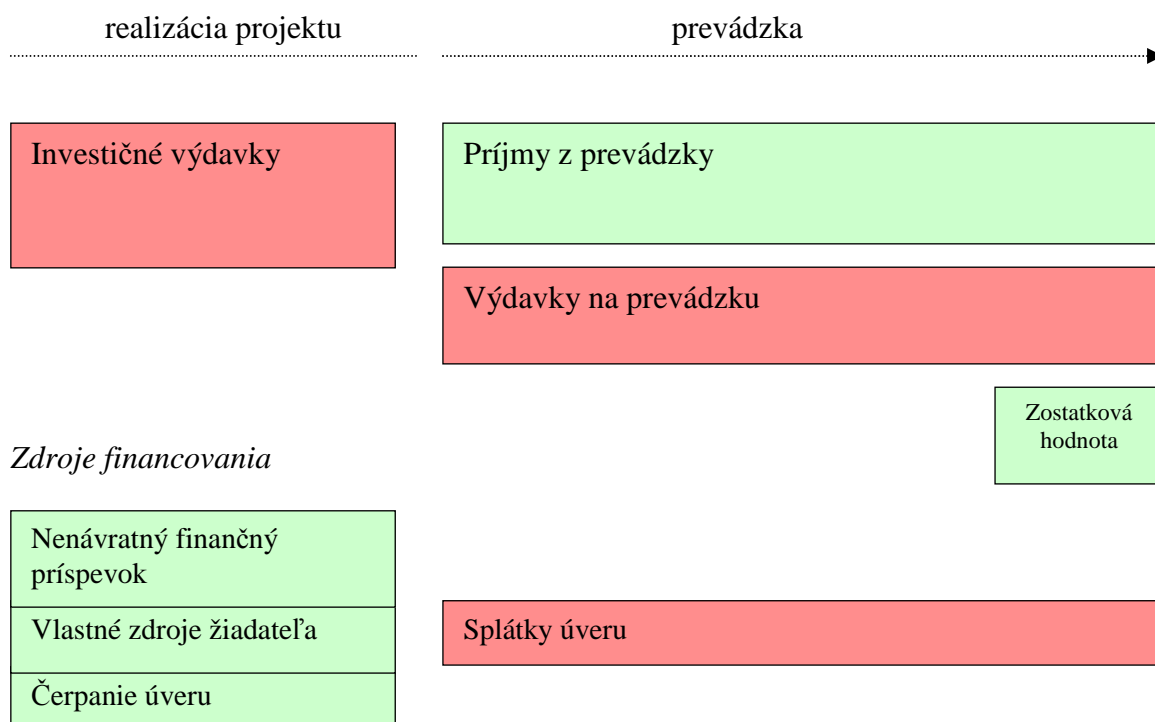 realizácia projektu
prevádzka
Investičné výdavky
Príjmy z prevádzky
Výdavky na prevádzku
Zostatková
hodnota
Zdroje financovania
Nenávratný finančný
príspevok
Vlastné zdroje žiadateľa
Splátky úveru
Čerpanie úveru